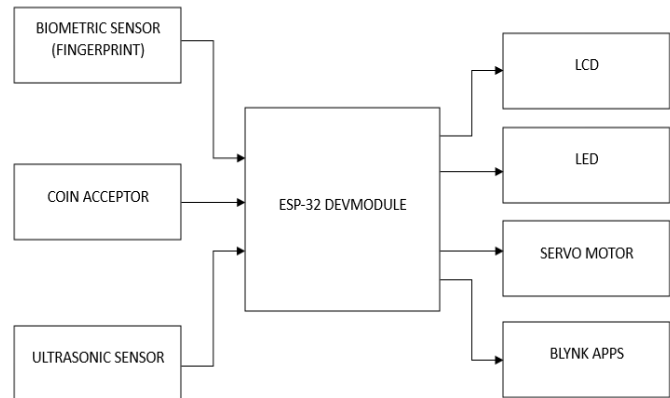 BIOMETRIC SENSOR
(FINGERPRINT)
COIN ACCEPTOR
ULTRASONIC SENSOR
ESP-32 DEVMODULE
LCD
LED
SERVO MOTOR
BLYNK APPS